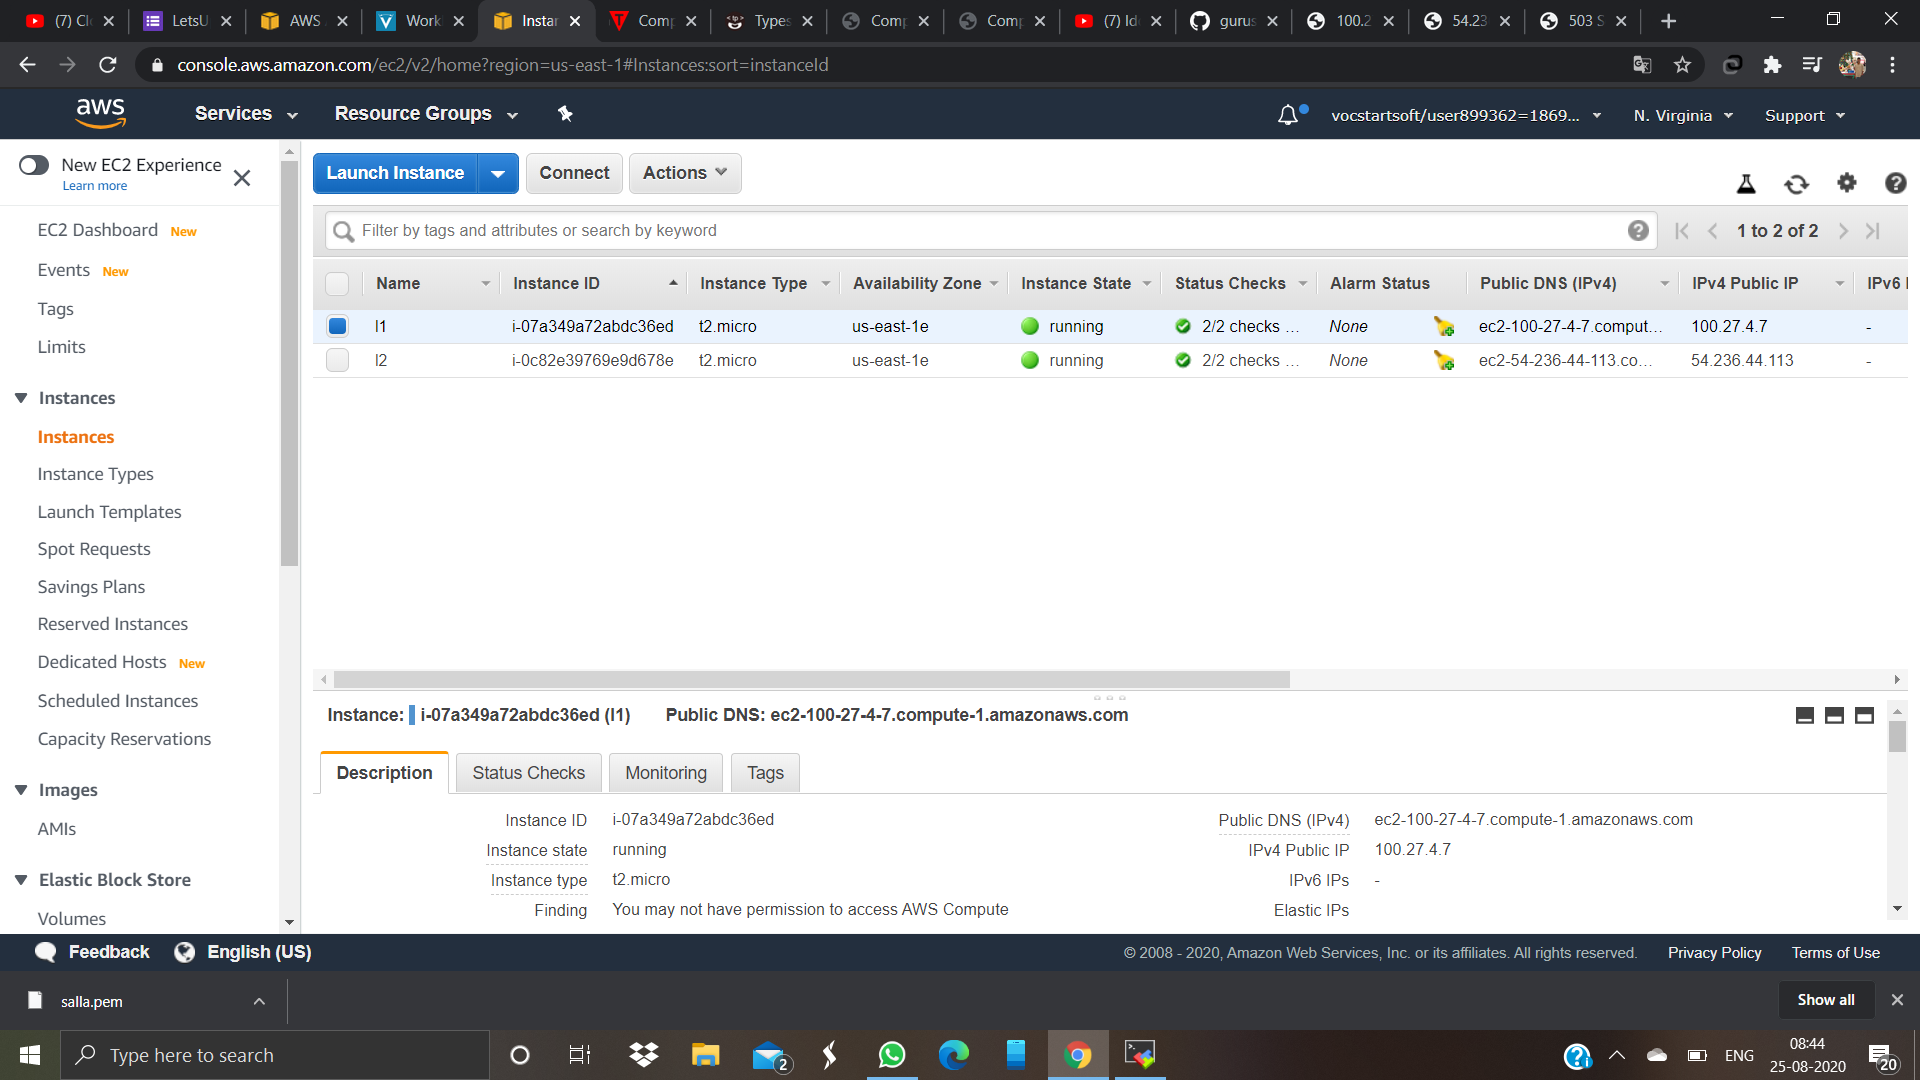 (7) Cl
LetsU
AWS
Work
Instar
Comp
Types
Comp
Comp
(7) Id
gurus
100.2
54.23
503 S
console.aws.amazon.com/ec2/v2/home?region=us-east-1#Instances:sort=instanceId
aws
Services
Resource Groups
vocstartsoft/user899362=1869...
N. Virginia
Support
New EC2 Experience
Learn more
EC2 Dashboard New
Events New
Tags
Limits
Instances
Instances
Instance Types
Launch Templates
Spot Requests
Savings Plans
Reserved Instances
Dedicated Hosts New
Scheduled Instances
Capacity Reservations
Images
AMIs
Elastic Block Store
Volumes
Launch Instance
Connect
Actions
Filter by tags and attributes or search by keyword
1 to 2 of 2
Name Instance ID Instance Type Availability Zone Instance State Status Checks Alarm Status Public DNS (IPv4) IPv4 Public IP IPv6 I
I1 i-07a349a72abdc36ed t2.micro us-east-1e running 2/2 checks ... None ec2-100-27-4-7.comput... 100.27.4.7 -
I2 i-0c82e39769e9d678e t2.micro us-east-1e running 2/2 checks ... None ec2-54-236-44-113.co... 54.236.44.113 -
Instance: i-07a349a72abdc36ed (I1) Public DNS: ec2-100-27-4-7.compute-1.amazonaws.com
Description
Status Checks
Monitoring
Tags
Instance ID i-07a349a72abdc36ed
Public DNS (IPv4) ec2-100-27-4-7.compute-1.amazonaws.com
Instance state running
IPv4 Public IP 100.27.4.7
Instance type t2.micro
IPv6 IPs -
Finding You may not have permission to access AWS Compute
Elastic IPs
Feedback
English (US)
© 2008 - 2020, Amazon Web Services, Inc. or its affiliates. All rights reserved.
Privacy Policy
Terms of Use
salla.pem
Show all
Type here to search
2
ENG
08:44
25-08-2020
20